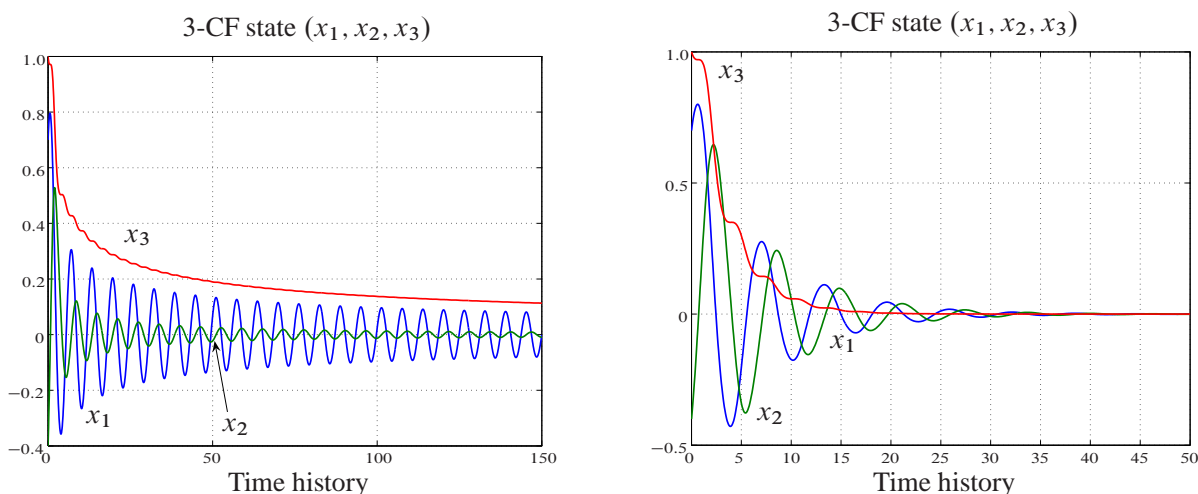 3-CF state (x₁, x₂, x₃)
1.0
0.8
0.6
0.4
0.2
0
−0.2
−0.4
x₃
x₁
x₂
0 50 100 150
Time history
3-CF state (x₁, x₂, x₃)
1.0
0.5
0
−0.5
x₃
x₁
x₂
0 5 10 15 20 25 30 35 40 45 50
Time history